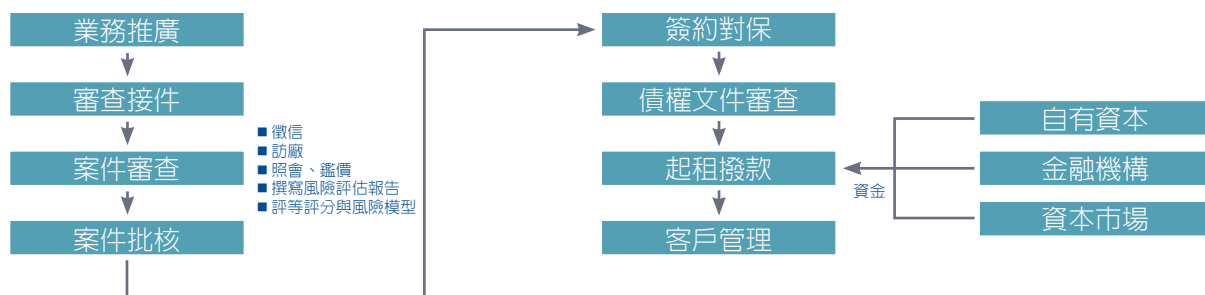 業務推廣
審查接件
案件審查
案件批核
■ 徵信
■ 訪廠
■ 照會、鑑價
■ 撰寫風險評估報告
■ 評等評分與風險模型
簽約對保
債權文件審查
起租撥款
客戶管理
資金
自有資本
金融機構
資本市場